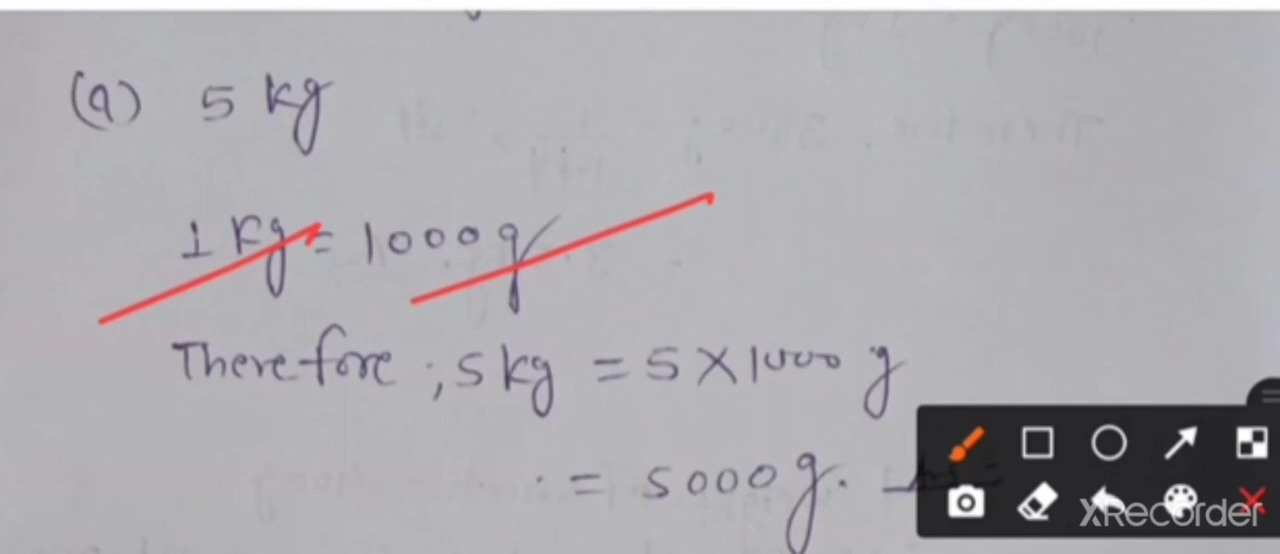 (a) 5 kg
1 kg = 1000 g
Therefore, 5 kg = 5 X 1000 g
= 5000 g.
XRecorder